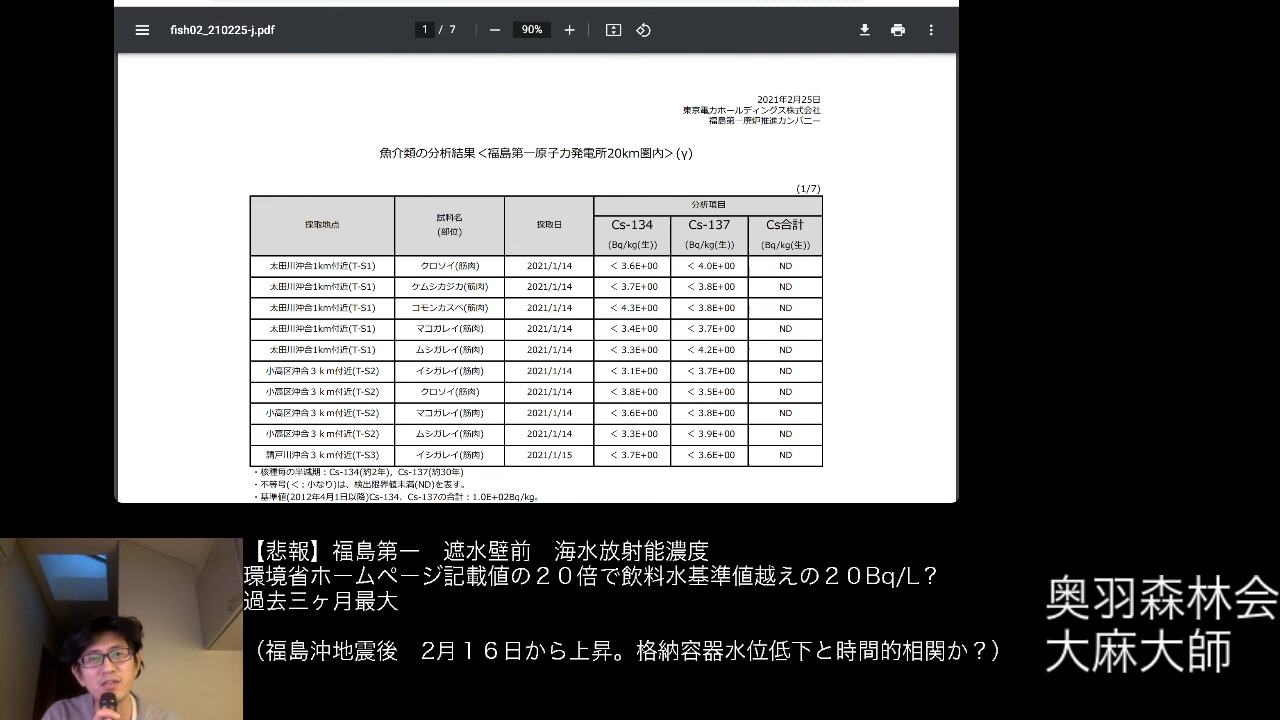 fish02_210225-j.pdf
1 / 7
90%
2021年2月25日
東京電力ホールディングス株式会社
福島第一廃炉推進カンパニー
魚介類の分析結果<福島第一原子力発電所20km圏内>(γ)
(1/7)
採取地点 試料名 (部位) 採取日 分析項目
Cs-134 (Bq/kg(生)) Cs-137 (Bq/kg(生)) Cs合計 (Bq/kg(生))
太田川沖合1km付近(T-S1) クロソイ(筋肉) 2021/1/14 < 3.6E+00 < 4.0E+00 ND
太田川沖合1km付近(T-S1) ケムシカジカ(筋肉) 2021/1/14 < 3.7E+00 < 3.8E+00 ND
太田川沖合1km付近(T-S1) コモンカスベ(筋肉) 2021/1/14 < 4.3E+00 < 3.8E+00 ND
太田川沖合1km付近(T-S1) マコガレイ(筋肉) 2021/1/14 < 3.4E+00 < 3.7E+00 ND
太田川沖合1km付近(T-S1) ムシガレイ(筋肉) 2021/1/14 < 3.3E+00 < 4.2E+00 ND
小高区沖合3km付近(T-S2) イシガレイ(筋肉) 2021/1/14 < 3.1E+00 < 3.7E+00 ND
小高区沖合3km付近(T-S2) クロソイ(筋肉) 2021/1/14 < 3.8E+00 < 3.5E+00 ND
小高区沖合3km付近(T-S2) マコガレイ(筋肉) 2021/1/14 < 3.6E+00 < 3.8E+00 ND
小高区沖合3km付近(T-S2) ムシガレイ(筋肉) 2021/1/14 < 3.3E+00 < 3.9E+00 ND
請戸川沖合3km付近(T-S3) イシガレイ(筋肉) 2021/1/15 < 3.7E+00 < 3.6E+00 ND
・核種毎の半減期:Cs-134(約2年), Cs-137(約30年)
・不等号(<:小なり)は、検出限界値未満(ND)を表す。
・基準値(2012年4月1日以降)Cs-134、Cs-137の合計:1.0E+02Bq/kg。
【悲報】福島第一 遮水壁前 海水放射能濃度
環境省ホームページ記載値の20倍で飲料水基準値越えの20Bq/L?
過去三ヶ月最大
(福島沖地震後 2月16日から上昇。格納容器水位低下と時間的相関か?)
奥羽森林会
大麻大師